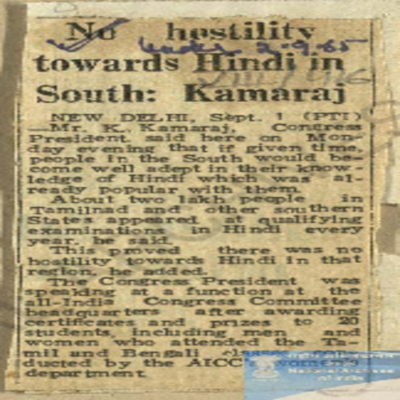 No hostility
2-9-65
towards Hindi in
South: Kamaraj
NEW DELHI, Sept. 1 (PTI)
Mr. K. Kamaraj, Congress
President said here on Mon-
day evening that if given time,
people in the South would be-
come well adept in their know-
ledge of Hindi which was al-
ready popular with them.
About two lakh people in
Tamilnad and other southern
States appeared at qualifying
examinations in Hindi every
year, he said.
This proved there was no
hostility towards Hindi in that
region, he added.
The Congress President was
speaking at a function at the
all-India Congress Committee
headquarters after awarding
certificates and prizes to 20
students, including men and
women who attended the Ta-
mil and Bengali
ducted by the AICC
department